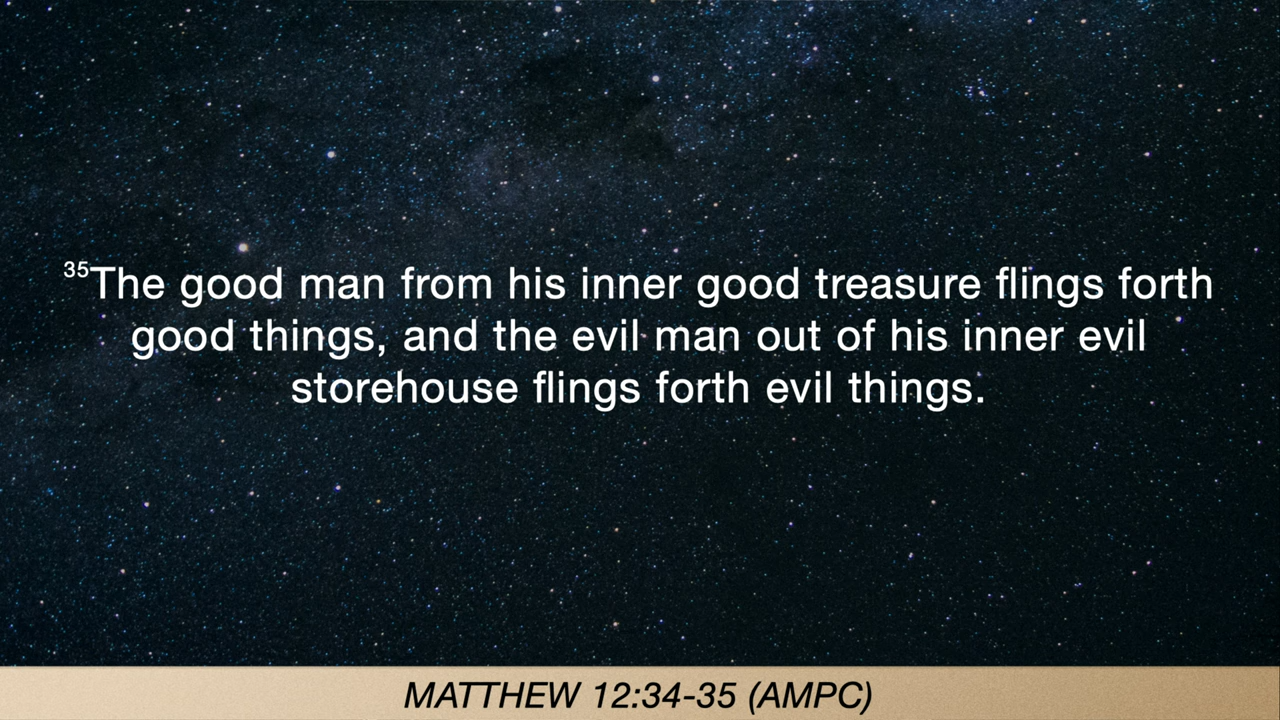 35The good man from his inner good treasure flings forth
good things, and the evil man out of his inner evil
storehouse flings forth evil things.
MATTHEW 12:34-35 (AMPC)